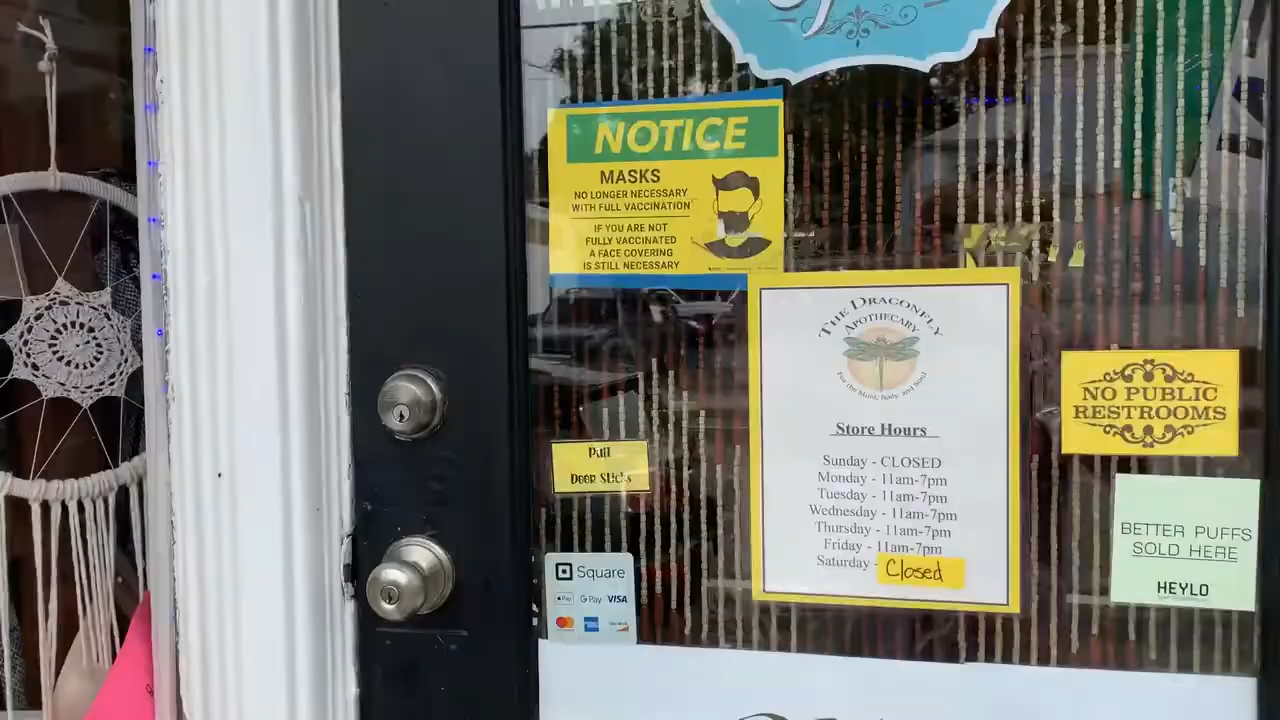 NOTICE
MASKS
NO LONGER NECESSARY
WITH FULL VACCINATION
IF YOU ARE NOT
FULLY VACCINATED
A FACE COVERING
IS STILL NECESSARY
THE DRAGONFLY
APOTHECARY
For the Mind, Body, and Soul
Store Hours
Sunday - CLOSED
Monday - 11am-7pm
Tuesday - 11am-7pm
Wednesday - 11am-7pm
Thursday - 11am-7pm
Friday - 11am-7pm
Saturday - Closed
NO PUBLIC
RESTROOMS
Pull
Door Sticks
BETTER PUFFS
SOLD HERE
HEYLO
Square
Pay G Pay VISA